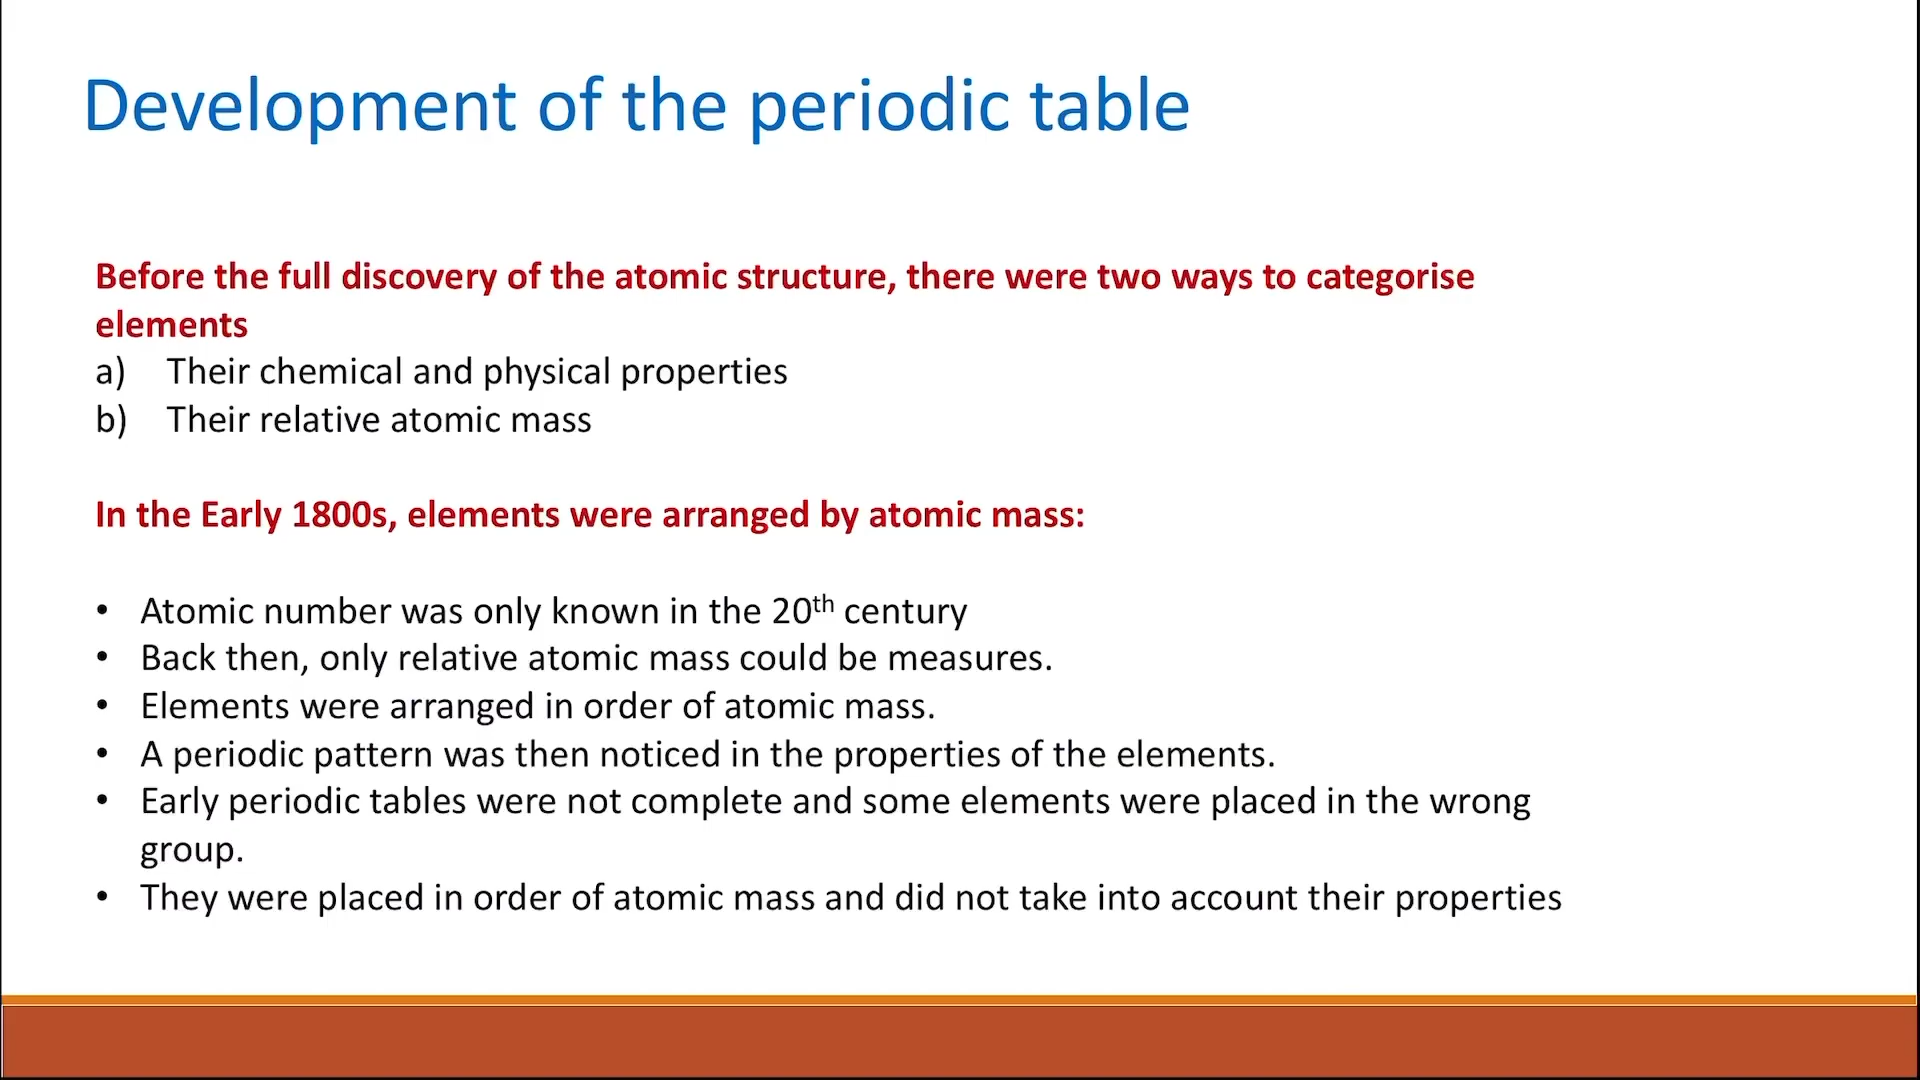 Development of the periodic table
Before the full discovery of the atomic structure, there were two ways to categorise
elements
a) Their chemical and physical properties
b) Their relative atomic mass
In the Early 1800s, elements were arranged by atomic mass:
• Atomic number was only known in the 20th century
• Back then, only relative atomic mass could be measures.
• Elements were arranged in order of atomic mass.
• A periodic pattern was then noticed in the properties of the elements.
• Early periodic tables were not complete and some elements were placed in the wrong
group.
• They were placed in order of atomic mass and did not take into account their properties